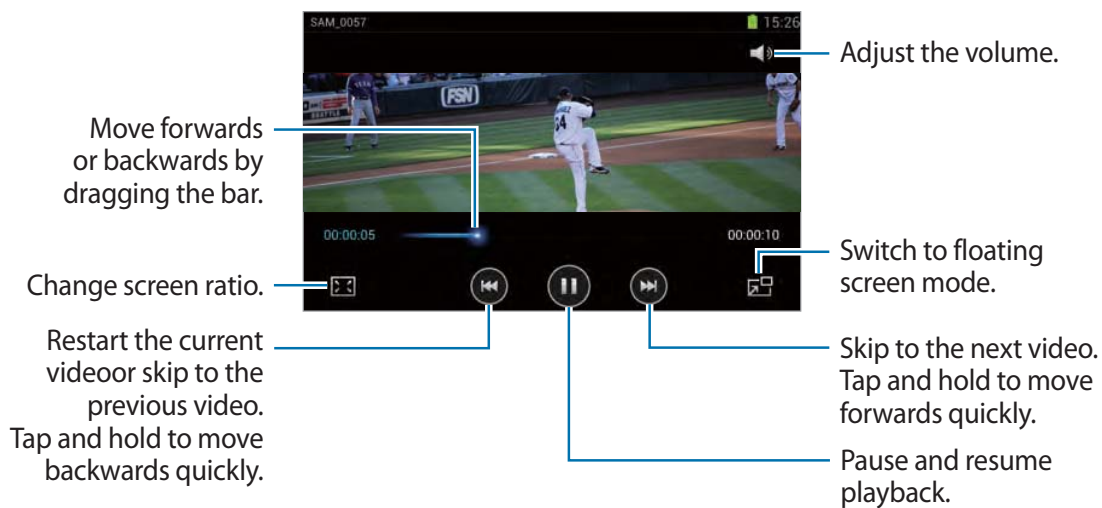 SAM_0057
15:26
Adjust the volume.
FSN
SEATTLE
64
Move forwards
or backwards by
dragging the bar.
00:00:05
00:00:10
Switch to floating
screen mode.
Change screen ratio.
Restart the current
videoor skip to the
previous video.
Tap and hold to move
backwards quickly.
Skip to the next video.
Tap and hold to move
forwards quickly.
Pause and resume
playback.